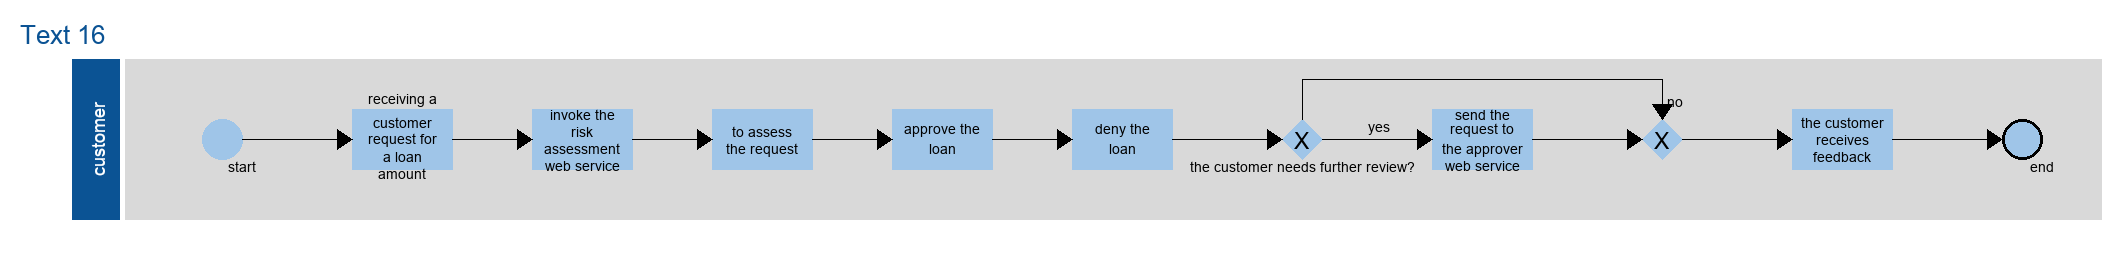 Text 16
customer
start
receiving a
customer
request for
a loan
amount
invoke the
risk
assessment
web service
to assess
the request
approve the
loan
deny the
loan
X
the customer needs further review?
yes
send the
request to
the approver
web service
X
no
the customer
receives
feedback
end